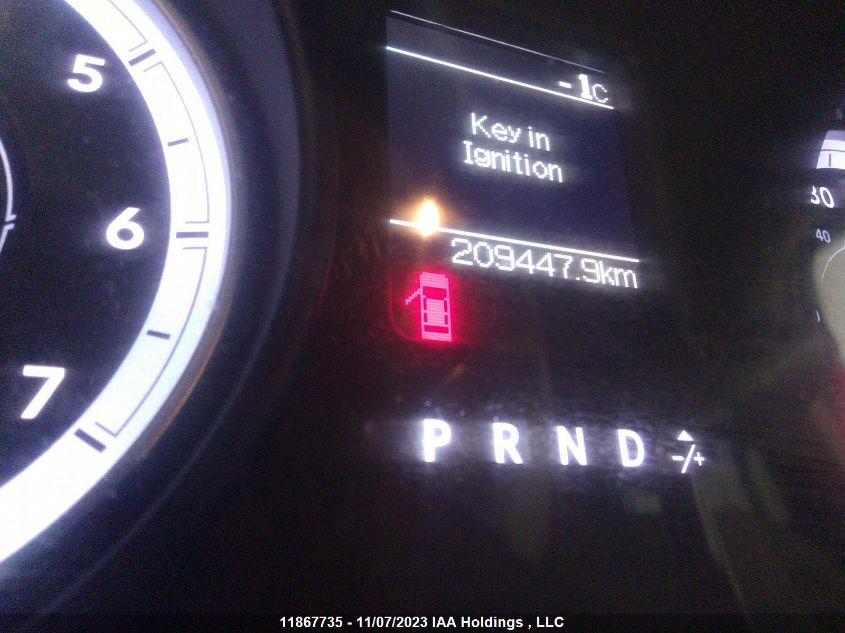 5
6
7
-1C
Key in
Ignition
209447.9km
P R N D -/+
30
40
11867735 - 11/07/2023 IAA Holdings , LLC